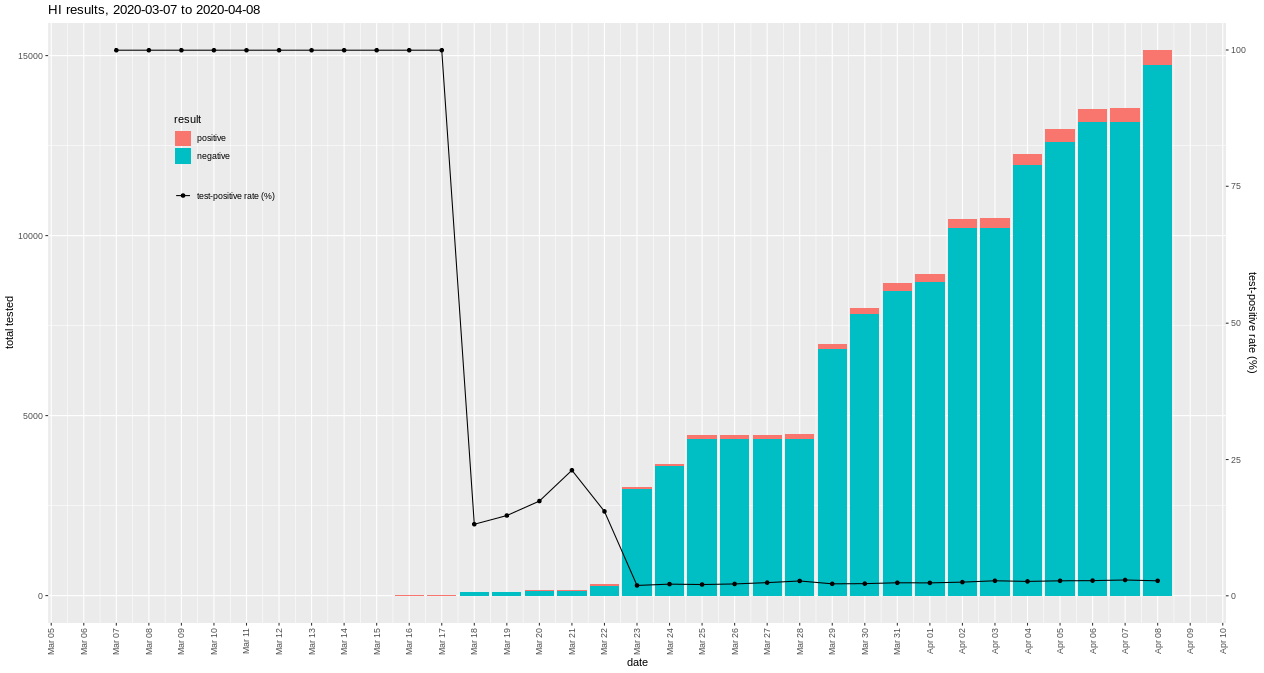 HI results, 2020-03-07 to 2020-04-08
total tested
15000
10000
5000
0
result
positive
negative
test-positive rate (%)
100
75
50
25
0
test-positive rate (%)
Mar 05
Mar 06
Mar 07
Mar 08
Mar 09
Mar 10
Mar 11
Mar 12
Mar 13
Mar 14
Mar 15
Mar 16
Mar 17
Mar 18
Mar 19
Mar 20
Mar 21
Mar 22
Mar 23
Mar 24
Mar 25
Mar 26
Mar 27
Mar 28
Mar 29
Mar 30
Mar 31
Apr 01
Apr 02
Apr 03
Apr 04
Apr 05
Apr 06
Apr 07
Apr 08
Apr 09
Apr 10
date